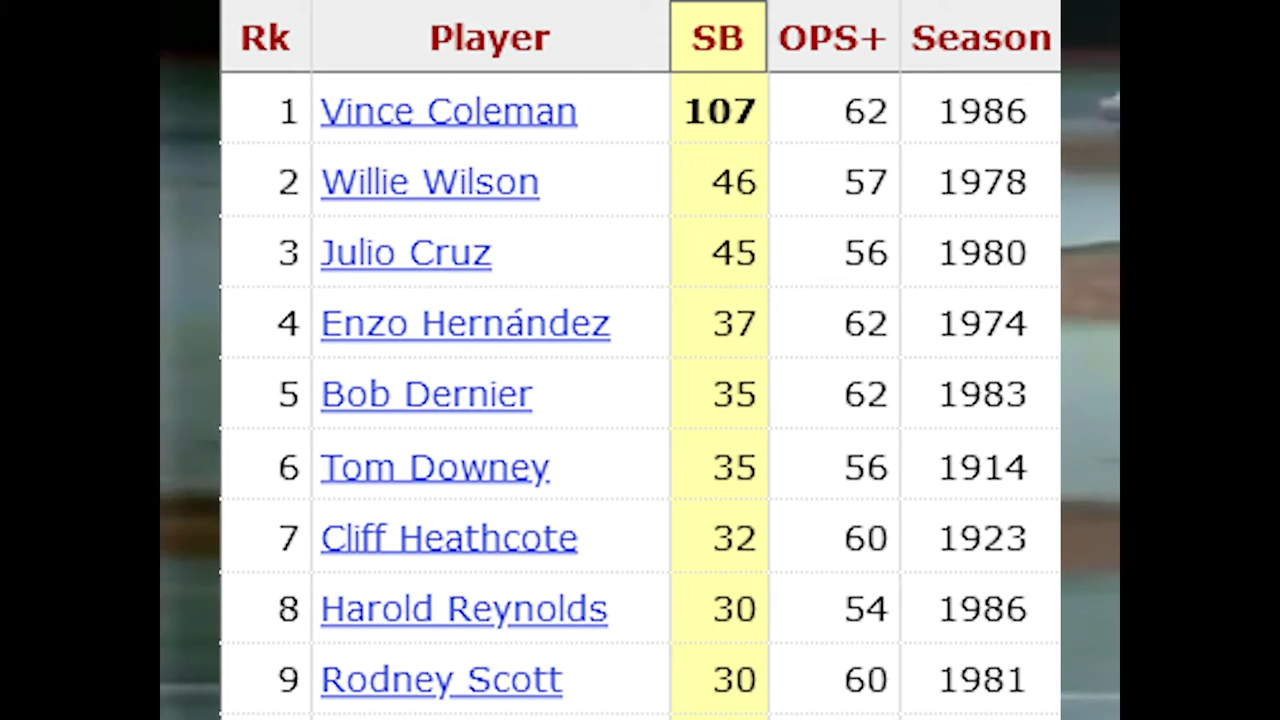 Rk Player SB OPS+ Season
1 Vince Coleman 107 62 1986
2 Willie Wilson 46 57 1978
3 Julio Cruz 45 56 1980
4 Enzo Hernández 37 62 1974
5 Bob Dernier 35 62 1983
6 Tom Downey 35 56 1914
7 Cliff Heathcote 32 60 1923
8 Harold Reynolds 30 54 1986
9 Rodney Scott 30 60 1981